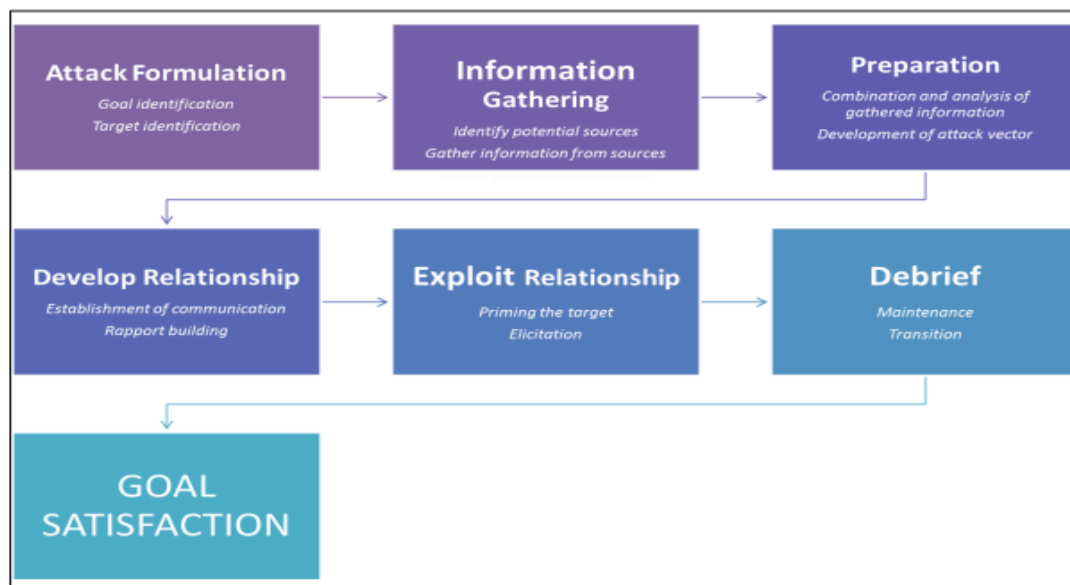 Attack Formulation
Goal identification
Target identification
Information
Gathering
Identify potential sources
Gather information from sources
Preparation
Combination and analysis of
gathered information
Development of attack vector
Develop Relationship
Establishment of communication
Rapport building
Exploit Relationship
Priming the target
Elicitation
Debrief
Maintenance
Transition
GOAL
SATISFACTION